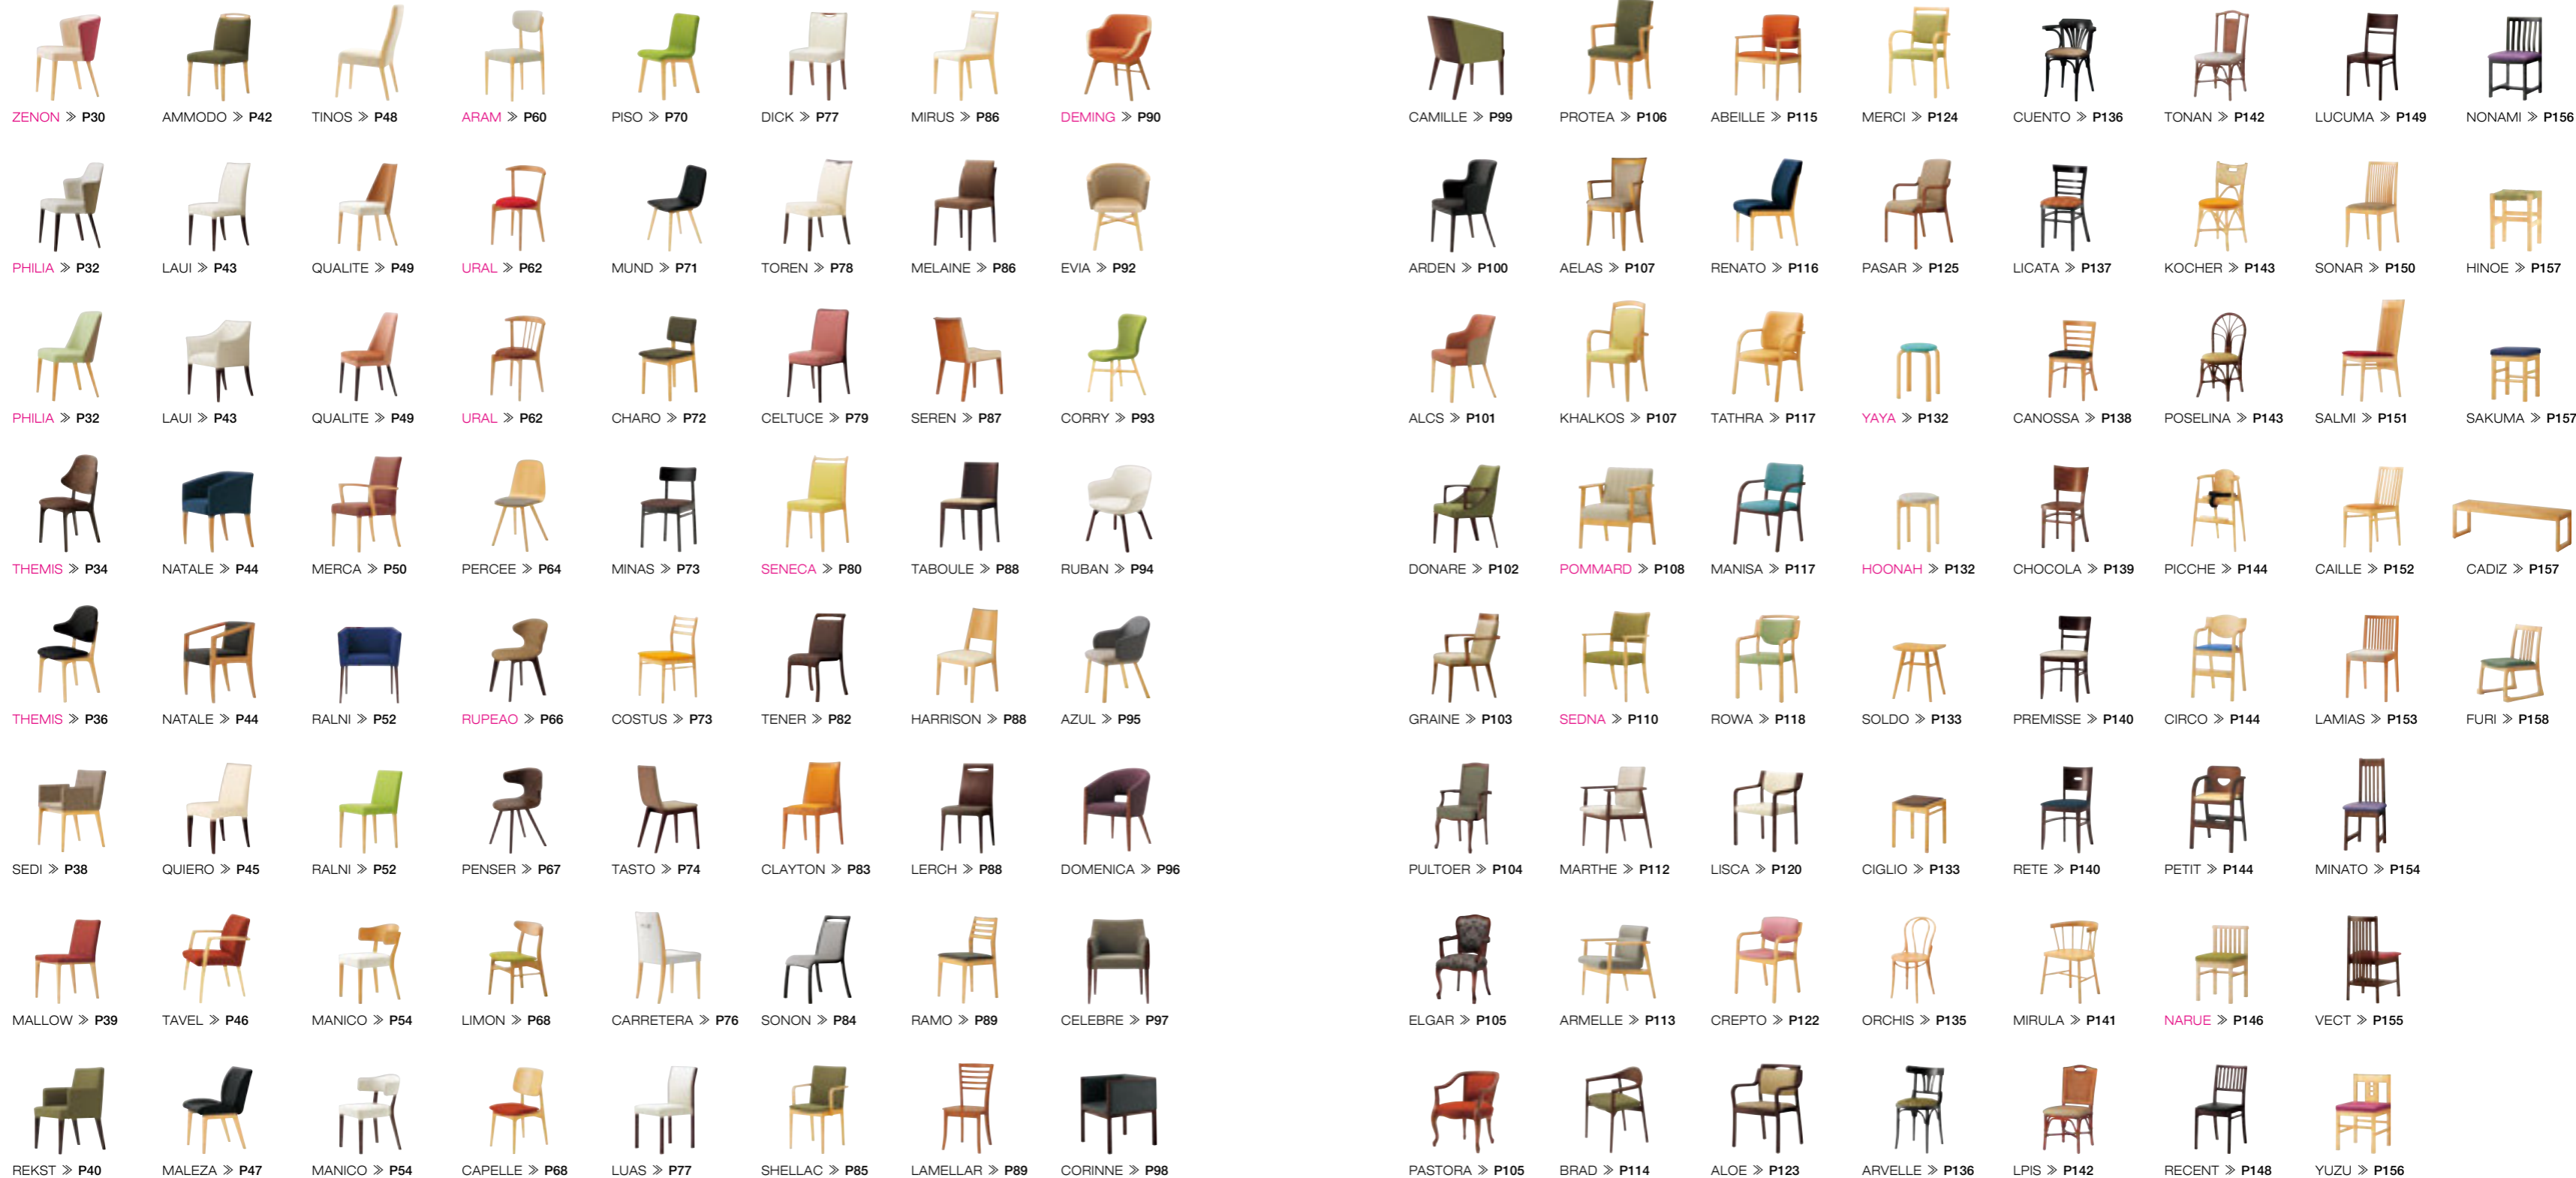 ZENON ≫ P30
AMMODO ≫ P42
TINOS ≫ P48
ARAM ≫ P60
PISO ≫ P70
DICK ≫ P77
MIRUS ≫ P86
DEMING ≫ P90
CAMILLE ≫ P99
PROTEA ≫ P106
ABEILLE ≫ P115
MERCI ≫ P124
CUENTO ≫ P136
TONAN ≫ P142
LUCUMA ≫ P149
NONAMI ≫ P156
PHILIA ≫ P32
LAUI ≫ P43
QUALITE ≫ P49
URAL ≫ P62
MUND ≫ P71
TOREN ≫ P78
MELAINE ≫ P86
EVIA ≫ P92
ARDEN ≫ P100
AELAS ≫ P107
RENATO ≫ P116
PASAR ≫ P125
LICATA ≫ P137
KOCHER ≫ P143
SONAR ≫ P150
HINOE ≫ P157
PHILIA ≫ P32
LAUI ≫ P43
QUALITE ≫ P49
URAL ≫ P62
CHARO ≫ P72
CELTUCE ≫ P79
SEREN ≫ P87
CORRY ≫ P93
ALCS ≫ P101
KHALKOS ≫ P107
TATHRA ≫ P117
YAYA ≫ P132
CANOSSA ≫ P138
POSELINA ≫ P143
SALMI ≫ P151
SAKUMA ≫ P157
THEMIS ≫ P34
NATALE ≫ P44
MERCA ≫ P50
PERCEE ≫ P64
MINAS ≫ P73
SENECA ≫ P80
TABOULE ≫ P88
RUBAN ≫ P94
DONARE ≫ P102
POMMARD ≫ P108
MANISA ≫ P117
HOONAH ≫ P132
CHOCOLA ≫ P139
PICCHE ≫ P144
CAILLE ≫ P152
CADIZ ≫ P157
THEMIS ≫ P36
NATALE ≫ P44
RALNI ≫ P52
RUPEAO ≫ P66
COSTUS ≫ P73
TENER ≫ P82
HARRISON ≫ P88
AZUL ≫ P95
GRAINE ≫ P103
SEDNA ≫ P110
ROWA ≫ P118
SOLDO ≫ P133
PREMISSE ≫ P140
CIRCO ≫ P144
LAMIAS ≫ P153
FURI ≫ P158
SEDI ≫ P38
QUIERO ≫ P45
RALNI ≫ P52
PENSER ≫ P67
TASTO ≫ P74
CLAYTON ≫ P83
LERCH ≫ P88
DOMENICA ≫ P96
PULTOER ≫ P104
MARTHE ≫ P112
LISCA ≫ P120
CIGLIO ≫ P133
RETE ≫ P140
PETIT ≫ P144
MINATO ≫ P154
MALLOW ≫ P39
TAVEL ≫ P46
MANICO ≫ P54
LIMON ≫ P68
CARRETERA ≫ P76
SONON ≫ P84
RAMO ≫ P89
CELEBRE ≫ P97
ELGAR ≫ P105
ARMELLE ≫ P113
CREPTO ≫ P122
ORCHIS ≫ P135
MIRULA ≫ P141
NARUE ≫ P146
VECT ≫ P155
REKST ≫ P40
MALEZA ≫ P47
MANICO ≫ P54
CAPELLE ≫ P68
LUAS ≫ P77
SHELLAC ≫ P85
LAMELLAR ≫ P89
CORINNE ≫ P98
PASTORA ≫ P105
BRAD ≫ P114
ALOE ≫ P123
ARVELLE ≫ P136
LPIS ≫ P142
RECENT ≫ P148
YUZU ≫ P156